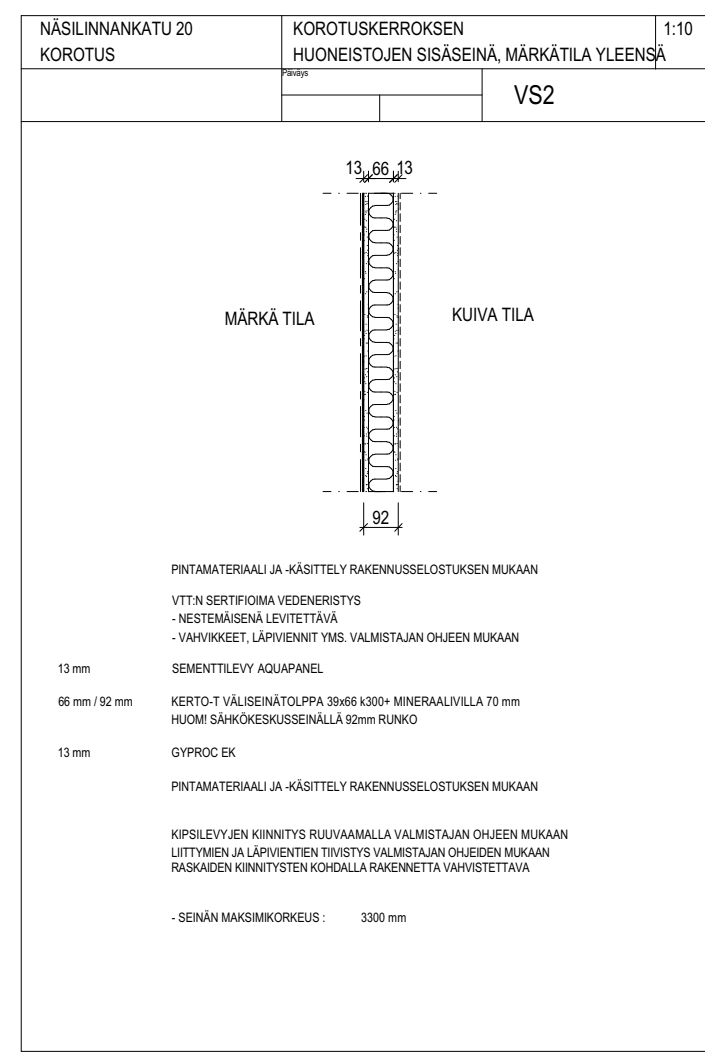 NÄSILINNANKATU 20
KOROTUS
KOROTUSKERROKSEN
HUONEISTOJEN SISÄSEINÄ, MÄRKÄTILA YLEENSÄ
1:10
Päiväys
VS2
13 66 13
MÄRKÄ TILA
KUIVA TILA
92
PINTAMATERIAALI JA -KÄSITTELY RAKENNUSSELOSTUKSEN MUKAAN
VTT:N SERTIFIOIMA VEDENERISTYS
- NESTEMÄISENÄ LEVITETTÄVÄ
- VAHVIKKEET, LÄPIVIENNIT YMS. VALMISTAJAN OHJEEN MUKAAN
13 mm SEMENTTILEVY AQUAPANEL
66 mm / 92 mm KERTO-T VÄLISEINÄTOLPPA 39x66 k300+ MINERAALIVILLA 70 mm
HUOM! SÄHKÖKESKUSSEINÄLLÄ 92mm RUNKO
13 mm GYPROC EK
PINTAMATERIAALI JA -KÄSITTELY RAKENNUSSELOSTUKSEN MUKAAN
KIPSILEVYJEN KIINNITYS RUUVAAMALLA VALMISTAJAN OHJEEN MUKAAN
LIITTYMIEN JA LÄPIVIENTIEN TIIVISTYS VALMISTAJAN OHJEIDEN MUKAAN
RASKAIDEN KIINNITYSTEN KOHDALLA RAKENNETTA VAHVISTETTAVA
- SEINÄN MAKSIMIKORKEUS : 3300 mm